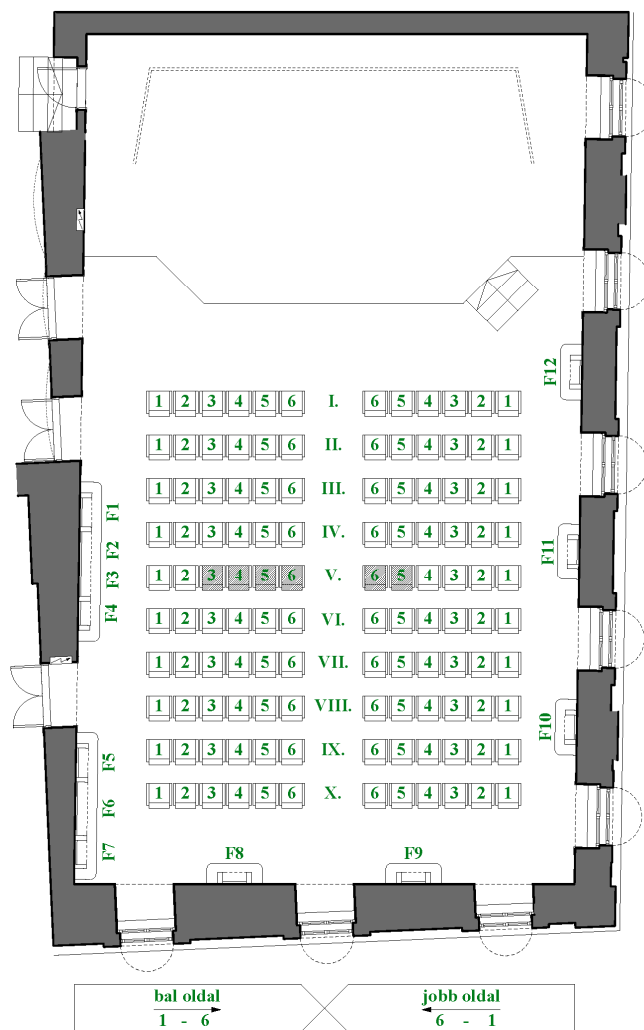 F12
1 2 3 4 5 6 I. 6 5 4 3 2 1
1 2 3 4 5 6 II. 6 5 4 3 2 1
1 2 3 4 5 6 III. 6 5 4 3 2 1
F1
1 2 3 4 5 6 IV. 6 5 4 3 2 1
F2
F11
F3
1 2 3 4 5 6 V. 6 5 4 3 2 1
F4
1 2 3 4 5 6 VI. 6 5 4 3 2 1
1 2 3 4 5 6 VII. 6 5 4 3 2 1
1 2 3 4 5 6 VIII. 6 5 4 3 2 1
F10
1 2 3 4 5 6 IX. 6 5 4 3 2 1
F5
1 2 3 4 5 6 X. 6 5 4 3 2 1
F6
F7
F8
F9
bal oldal
1 - 6
jobb oldal
6 - 1